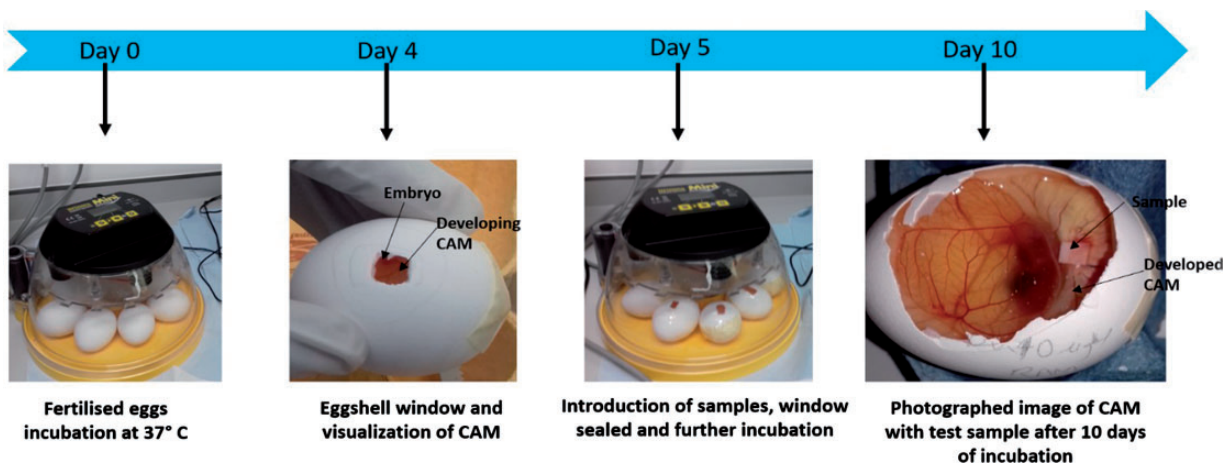 Day 0
Day 4
Day 5
Day 10
Mini
Embryo
Developing
CAM
Mini
Sample
Developed
CAM
Fertilised eggs
incubation at 37° C
Eggshell window and
visualization of CAM
Introduction of samples, window
sealed and further incubation
Photographed image of CAM
with test sample after 10 days
of incubation